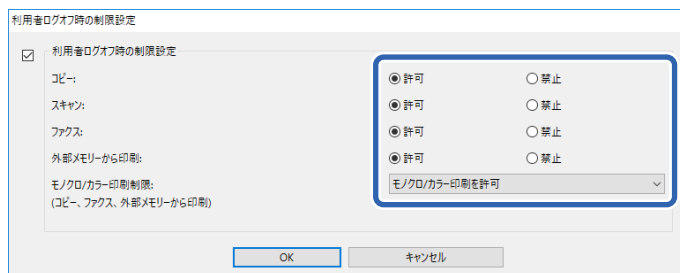 利用者ログオフ時の制限設定
利用者ログオフ時の制限設定
コピー: 許可 禁止
スキャン: 許可 禁止
ファクス: 許可 禁止
外部メモリーから印刷: 許可 禁止
モノクロ/カラー印刷制限: モノクロ/カラー印刷を許可
(コピー、ファクス、外部メモリーから印刷)
OK キャンセル